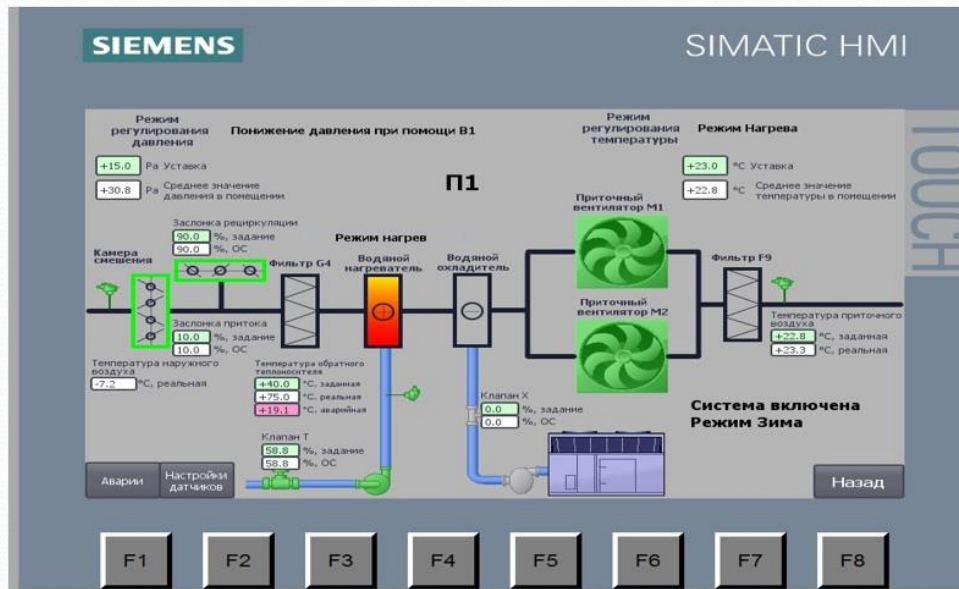 SIEMENS
SIMATIC HMI
TOUCH
Режим
регулирования
давления
Понижение давления при помощи В1
Режим
регулирования
температуры
Режим Нагрева
+15.0 Pa Уставка
+30.8 Pa Среднее значение
давления в помещении
П1
+23.0 °C Уставка
+22.8 °C Среднее значение
температуры в помещении
Приточный
вентилятор М1
Заслонка рециркуляции
90.0 %, задание
90.0 %, ОС
Режим нагрев
Камера
смешения
Фильтр G4
Водяной
нагреватель
Водяной
охладитель
Фильтр F9
Приточный
вентилятор М2
Заслонка притока
10.0 %, задание
10.0 %, ОС
Температура приточного
воздуха
+22.8 °C, заданная
+23.3 °C, реальная
Температура наружного
воздуха
-7.2 °C, реальная
Температура обратного
теплоносителя
+40.0 °C, заданная
+75.0 °C, реальная
+19.1 °C, аварийная
Клапан Х
0.0 %, задание
0.0 %, ОС
Система включена
Режим Зима
Клапан Т
58.8 %, задание
58.8 %, ОС
Аварии
Настройки
датчиков
Назад
F1 F2 F3 F4 F5 F6 F7 F8